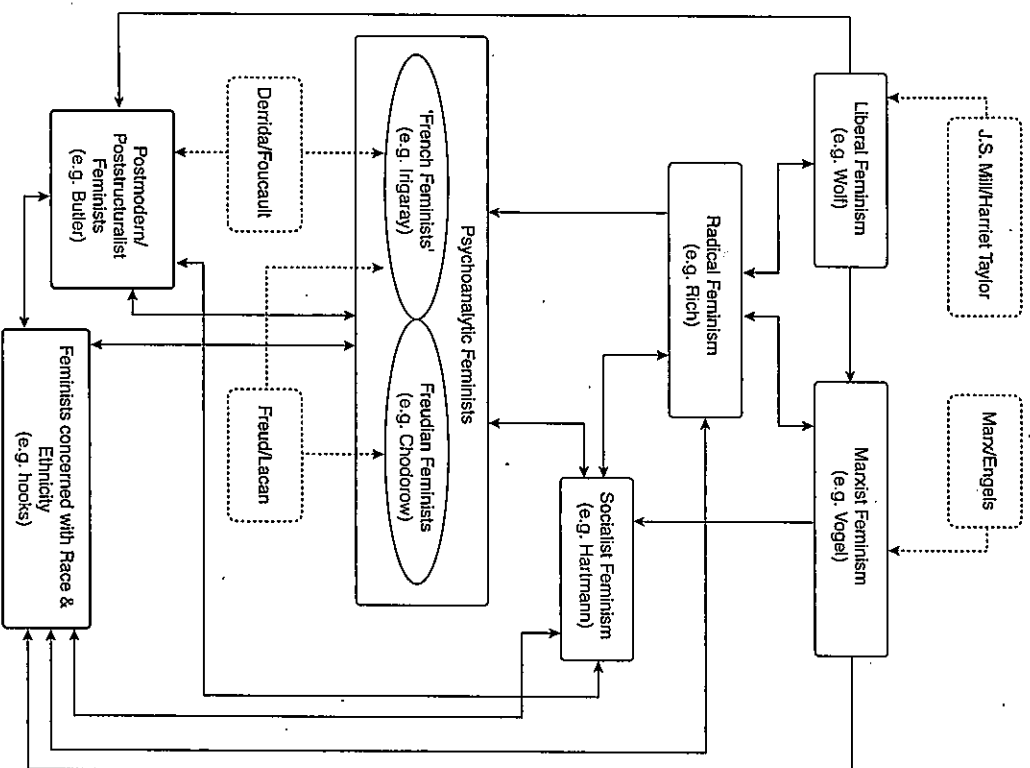 J.S. Mill/Harriet Taylor
Marx/Engels
Liberal Feminism
(e.g. Wolf)
Marxist Feminism
(e.g. Vogel)
Radical Feminism
(e.g. Rich)
Socialist Feminism
(e.g. Hartmann)
Psychoanalytic Feminists
'French Feminists'
(e.g. Irigaray)
Freudian Feminists
(e.g. Chodorow)
Derrida/Foucault
Freud/Lacan
Postmodern/
Poststructuralist
Feminists
(e.g. Butler)
Feminists concerned with Race &
Ethnicity
(e.g. hooks)